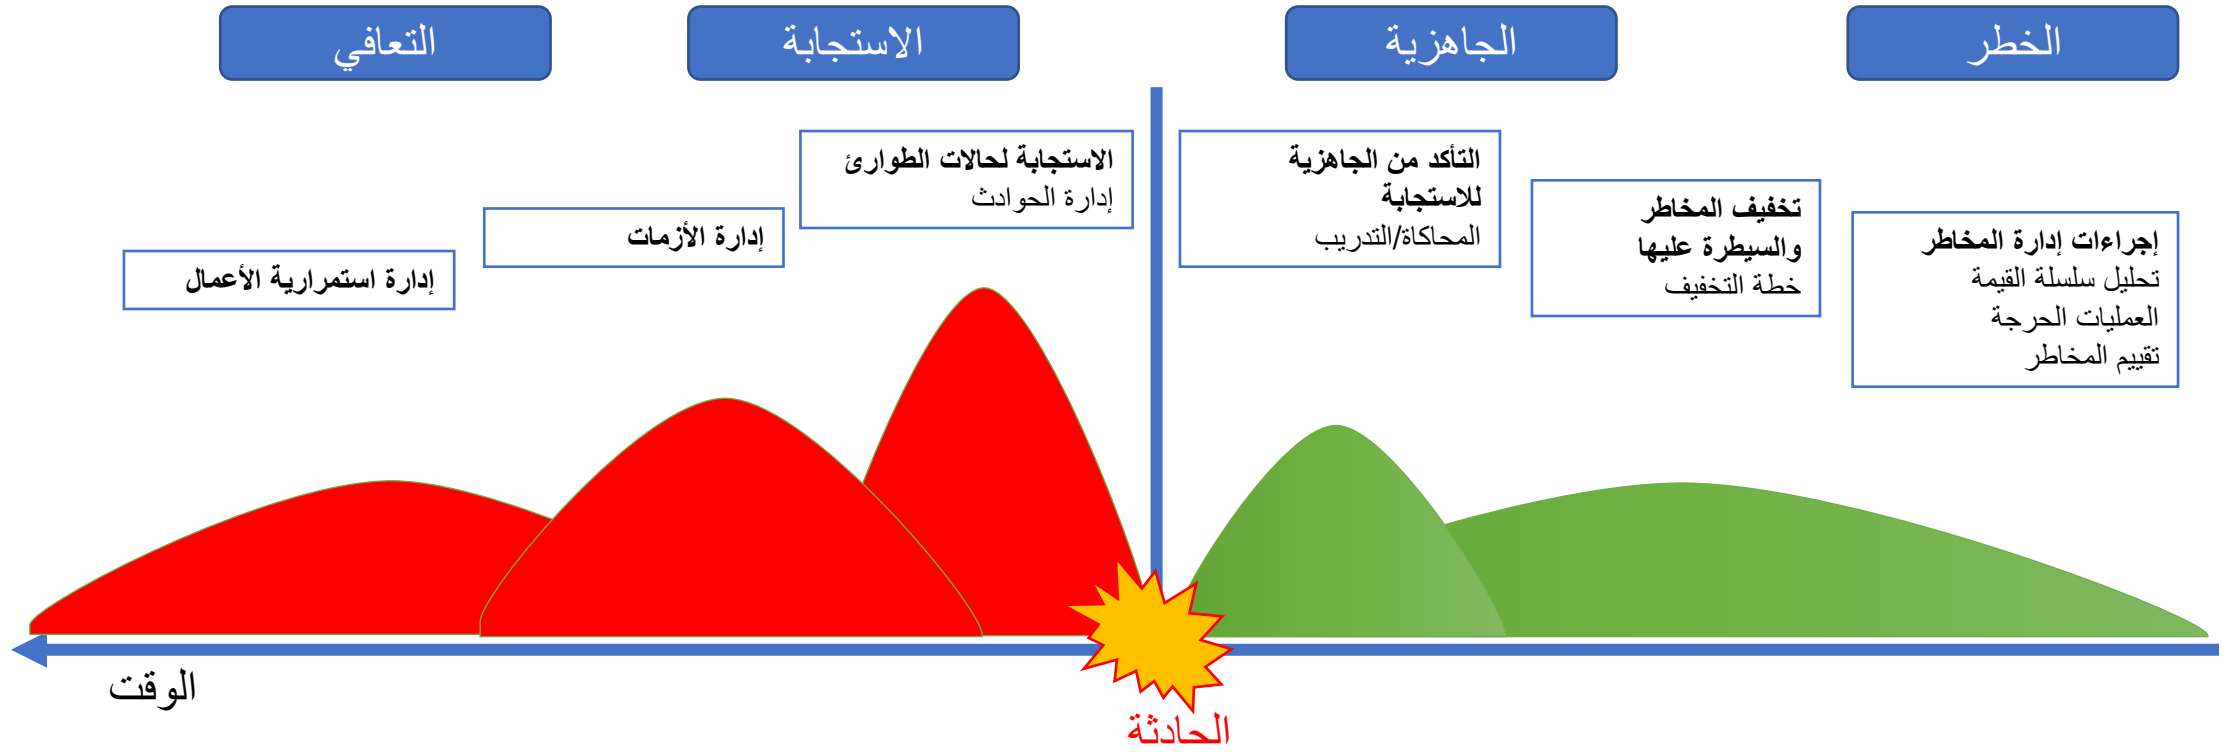 الخطر
الجاهزية
الاستجابة
التعافي
إجراءات إدارة المخاطر
تحليل سلسلة القيمة
العمليات الحرجة
تقييم المخاطر
تخفيف المخاطر
والسيطرة عليها
خطة التخفيف
التأكد من الجاهزية
للاستجابة
المحاكاة/التدريب
الاستجابة لحالات الطوارئ
إدارة الحوادث
إدارة الأزمات
إدارة استمرارية الأعمال
الوقت
الحادثة